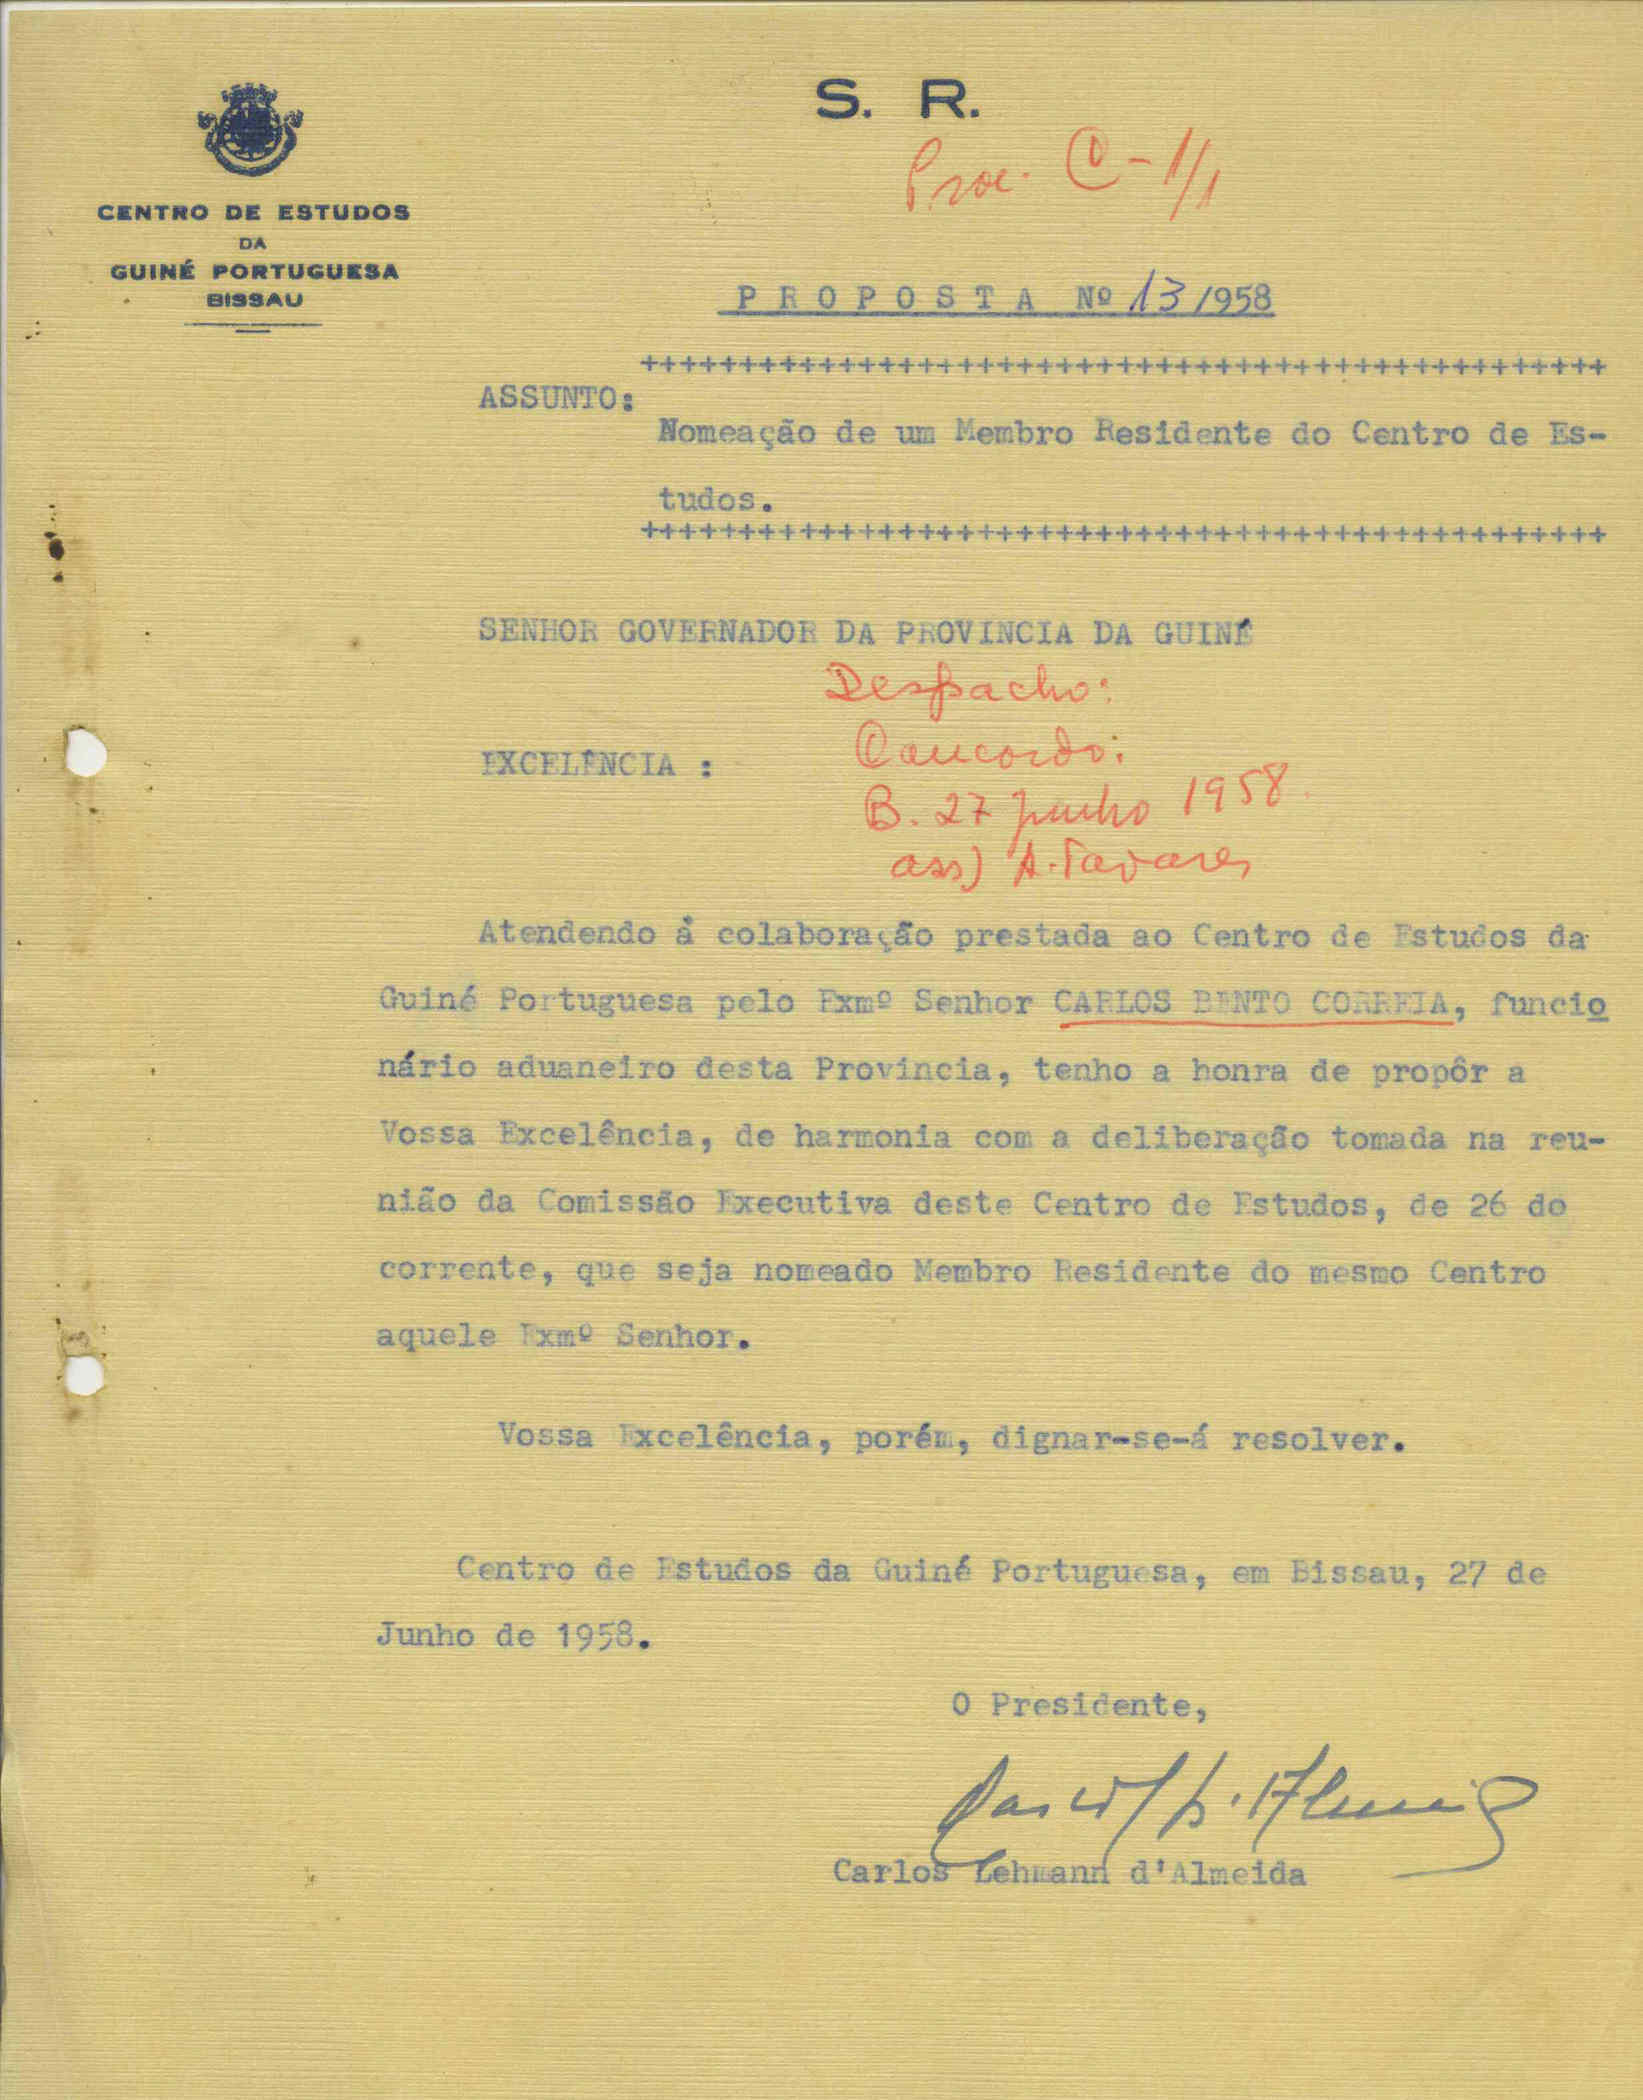 S. R.
CENTRO DE ESTUDOS
DA
GUINÉ PORTUGUESA
BISSAU
Proc. C-1/1
PROPOSTA Nº 13/1958
+++++++++++++++++++++++++++++++++++++++++++++++++
ASSUNTO:
Nomeação de um Membro Residente do Centro de Es-
tudos.
+++++++++++++++++++++++++++++++++++++++++++++++++
SENHOR GOVERNADOR DA PROVINCIA DA GUINÉ
Despacho:
Concordo.
EXCELÊNCIA :
B. 27 Junho 1958.
ass) A. Tavares
Atendendo à colaboração prestada ao Centro de Estudos da
Guiné Portuguesa pelo Exmº Senhor CARLOS BENTO CORREIA, funcio
nário aduaneiro desta Provincia, tenho a honra de propôr a
Vossa Excelência, de harmonia com a deliberação tomada na reu-
nião da Comissão Executiva deste Centro de Estudos, de 26 do
corrente, que seja nomeado Membro Residente do mesmo Centro
aquele Exmº Senhor.
Vossa Excelência, porém, dignar-se-á resolver.
Centro de Estudos da Guiné Portuguesa, em Bissau, 27 de
Junho de 1958.
O Presidente,
Carlos Lehmann d'Almeida